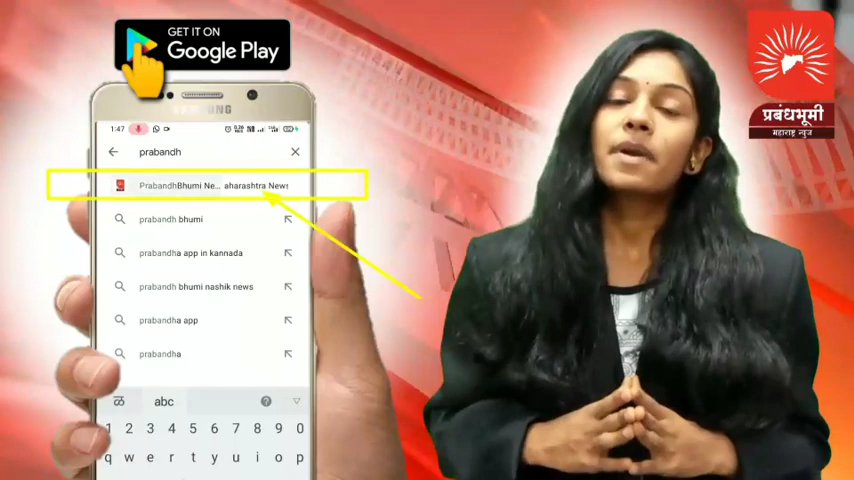 GET IT ON
Google Play
SAMSUNG
1:47
prabandh
PrabandhBhumi Ne... aharashtra News
prabandh bhumi
prabandha app in kannada
prabandh bhumi nashik news
prabandha app
prabandha
abc
1 2 3 4 5 6 7 8 9 0
q w e r t y u i o p
प्रबंधभूमी
महाराष्ट्र न्यूज